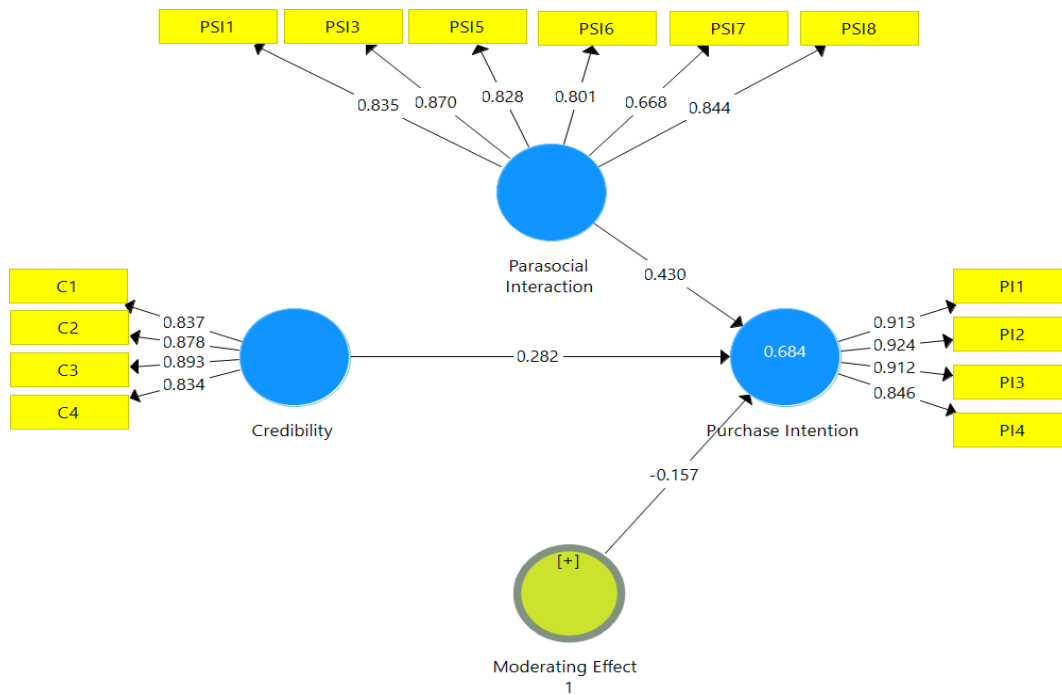 PSI1 PSI3 PSI5 PSI6 PSI7 PSI8
0.835 0.870 0.828 0.801 0.668 0.844
Parasocial
Interaction
0.430
C1
C2
C3
C4
0.837
0.878
0.893
0.834
Credibility
0.282
0.684
Purchase Intention
0.913
0.924
0.912
0.846
PI1
PI2
PI3
PI4
-0.157
[+]
Moderating Effect
1